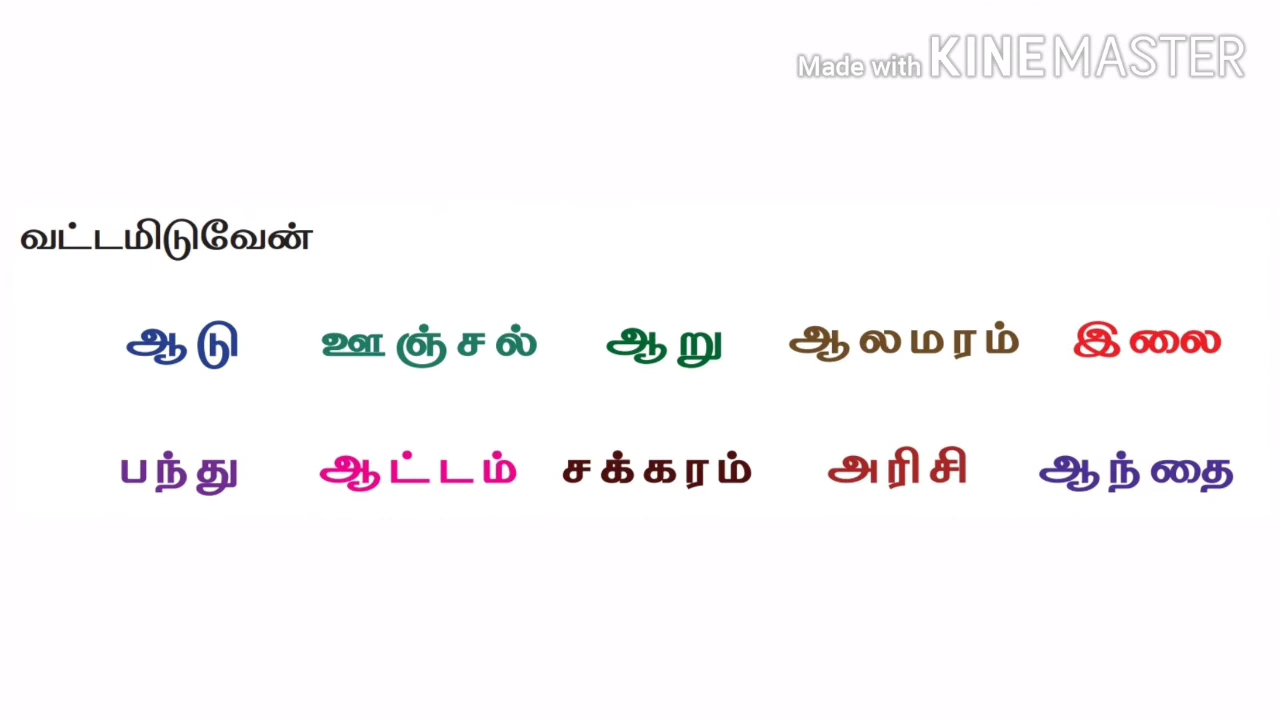 Made with KINEMASTER
வட்டமிடுவேன்
ஆடு ஊஞ்சல் ஆறு ஆலமரம் இலை
பந்து ஆட்டம் சக்கரம் அரிசி ஆந்தை